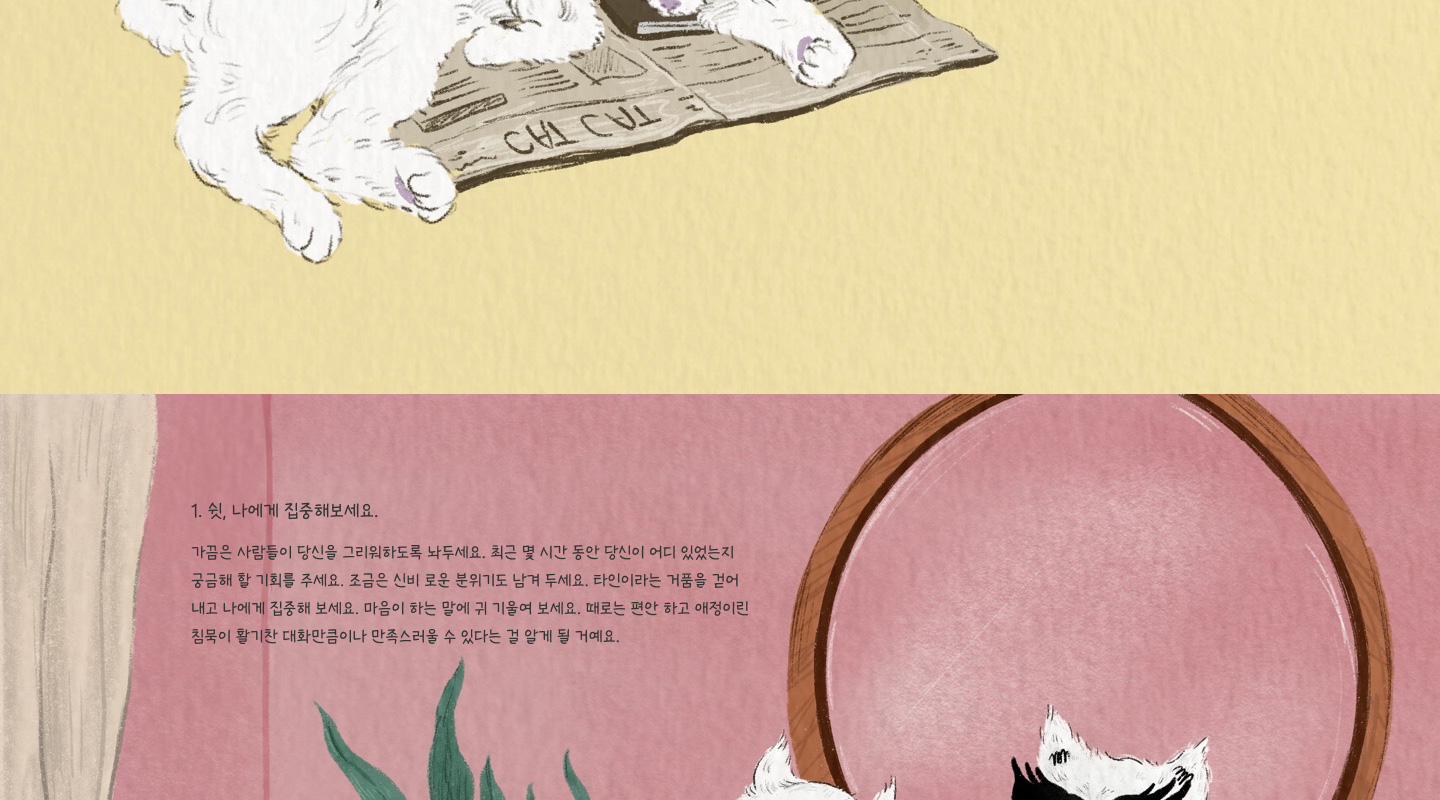 CAT CAT
1. 쉿, 나에게 집중해보세요.
가끔은 사람들이 당신을 그리워하도록 놔두세요. 최근 몇 시간 동안 당신이 어디 있었는지
궁금해 할 기회를 주세요. 조금은 신비 로운 분위기도 남겨 두세요. 타인이라는 거품을 걷어
내고 나에게 집중해 보세요. 마음이 하는 말에 귀 기울여 보세요. 때로는 편안 하고 애정어린
침묵이 활기찬 대화만큼이나 만족스러울 수 있다는 걸 알게 될 거예요.